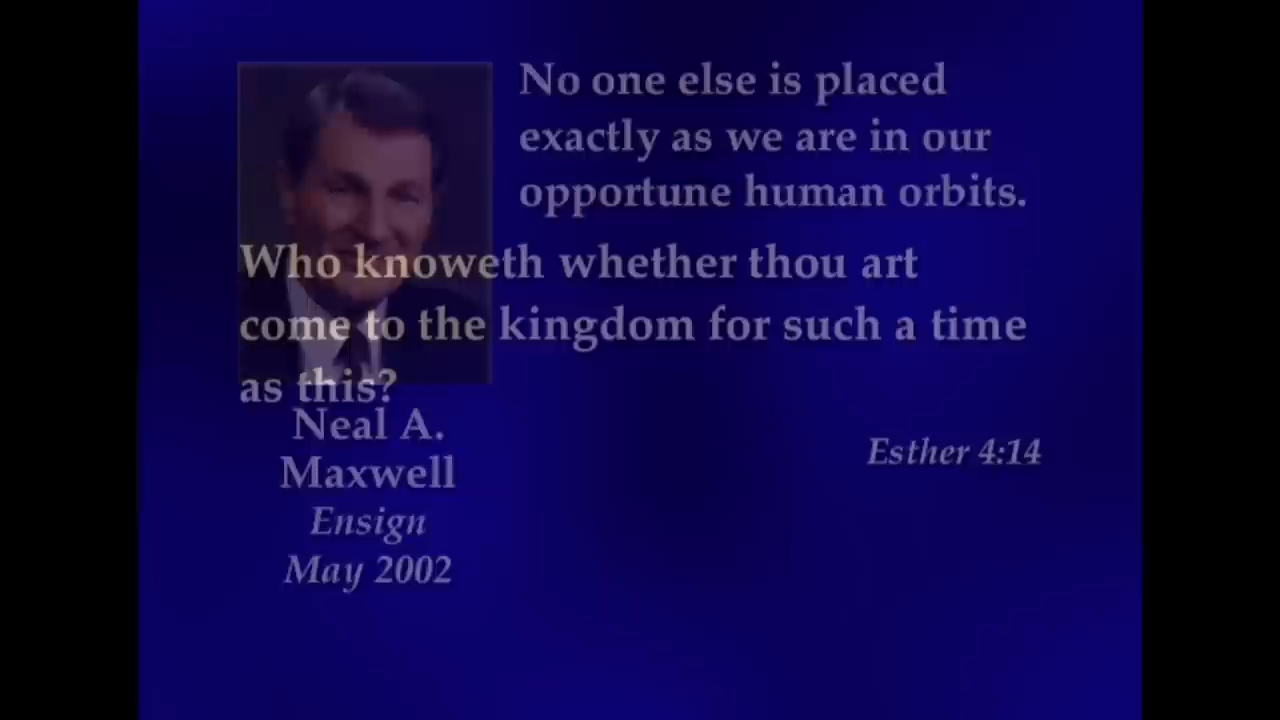 No one else is placed
exactly as we are in our
opportune human orbits.
Who knoweth whether thou art
come to the kingdom for such a time
as this?
Neal A.
Maxwell
Esther 4:14
Ensign
May 2002